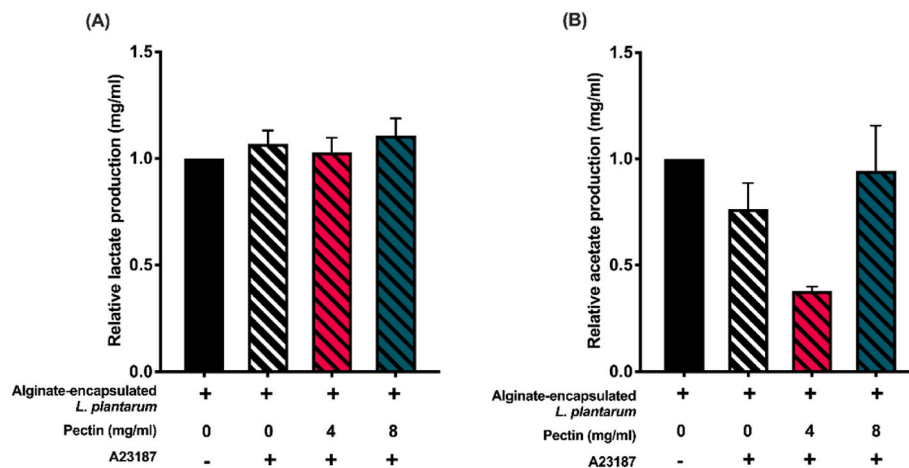 (A)
Relative lactate production (mg/ml)
1.5
1.0
0.5
0.0
Alginate-encapsulated + + + +
L. plantarum
Pectin (mg/ml) 0 0 4 8
A23187 - + + +
(B)
Relative acetate production (mg/ml)
1.5
1.0
0.5
0.0
Alginate-encapsulated + + + +
L. plantarum
Pectin (mg/ml) 0 0 4 8
A23187 - + + +